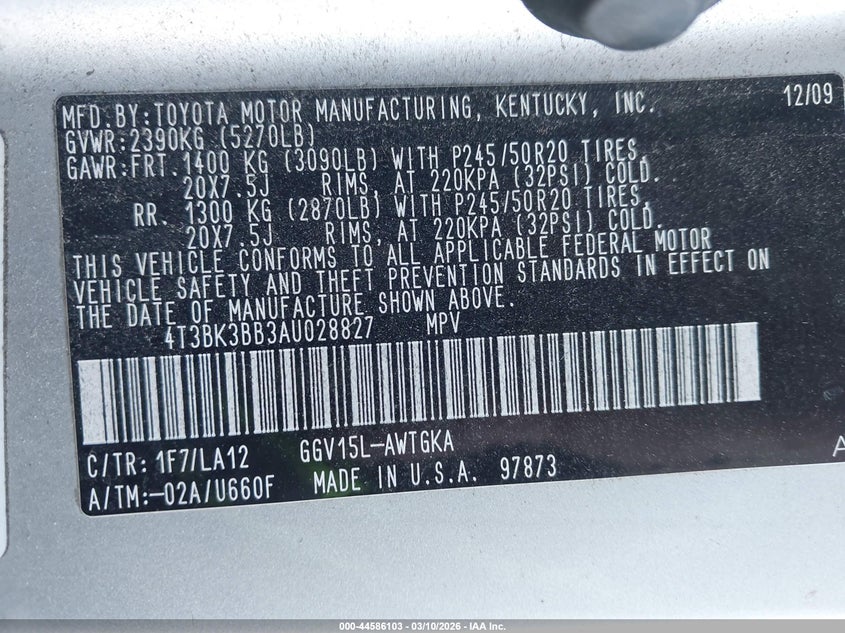 MFD.BY:TOYOTA MOTOR MANUFACTURING, KENTUCKY, INC. 12/09
GVWR:2390KG (5270LB)
GAWR:FRT.1400 KG (3090LB) WITH P245/50R20 TIRES,
20X7.5J RIMS, AT 220KPA (32PSI) COLD.
RR. 1300 KG (2870LB) WITH P245/50R20 TIRES,
20X7.5J RIMS, AT 220KPA (32PSI) COLD.
THIS VEHICLE CONFORMS TO ALL APPLICABLE FEDERAL MOTOR
VEHICLE SAFETY AND THEFT PREVENTION STANDARDS IN EFFECT ON
THE DATE OF MANUFACTURE SHOWN ABOVE.
4T3BK3BB3AU028827 MPV
C/TR: 1F7/LA12 GGV15L-AWTGKA
A/TM:-02A/U660F MADE IN U.S.A. 97873
000-44586103 — 03/10/2026 — IAA Inc.